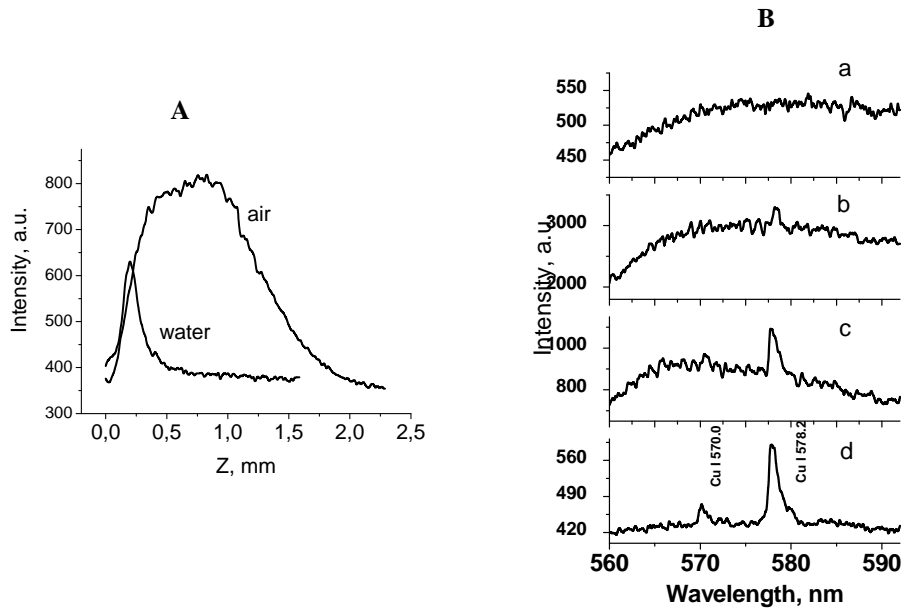 A
Intensity, a.u.
800
700
600
500
400
300
air
water
0,0 0,5 1,0 1,5 2,0 2,5
Z, mm
B
Intensity, a.u.
a
550
500
450
b
3000
2000
c
1000
800
d
560
490
420
Cu I 570.0
Cu I 578.2
560 570 580 590
Wavelength, nm